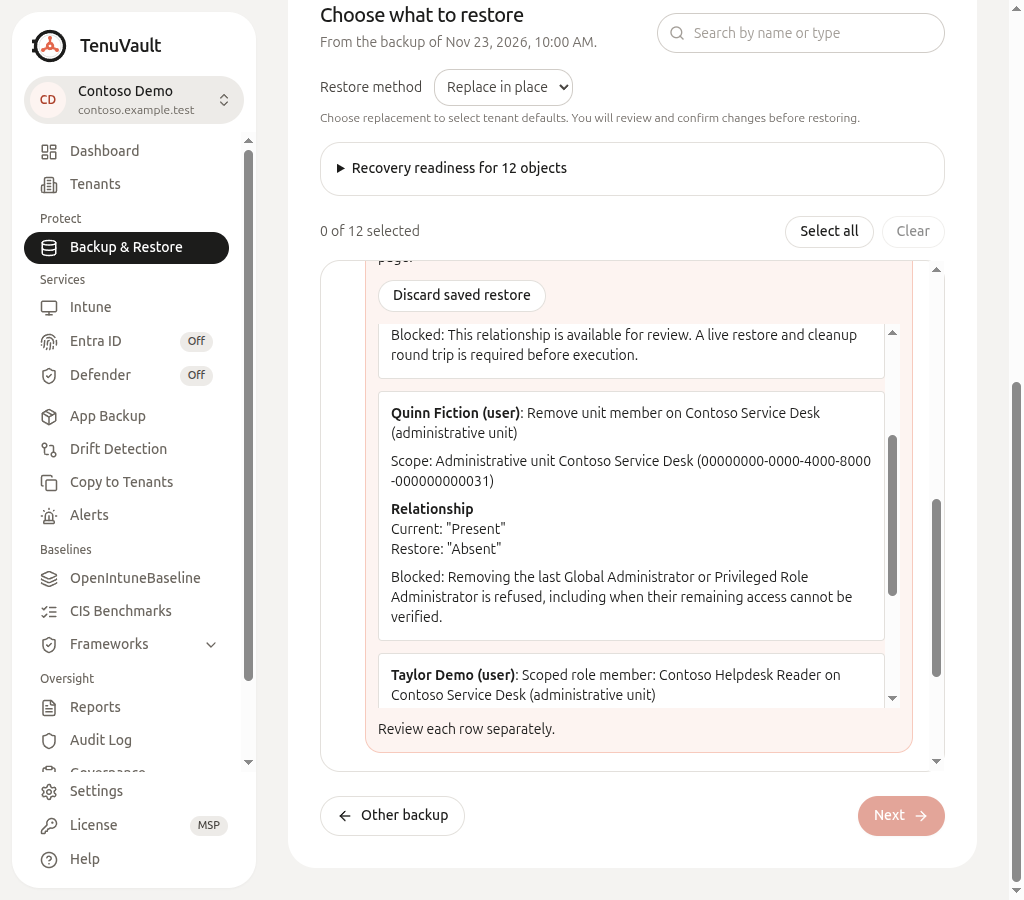 TenuVault
CD
Contoso Demo
contoso.example.test
Dashboard
Tenants
Protect
Backup & Restore
Services
Intune
Entra ID
Off
Defender
Off
App Backup
Drift Detection
Copy to Tenants
Alerts
Baselines
OpenIntuneBaseline
CIS Benchmarks
Frameworks
Oversight
Reports
Audit Log
Governance
Settings
License
MSP
Help
Choose what to restore
From the backup of Nov 23, 2026, 10:00 AM.
Search by name or type
Restore method
Replace in place
Choose replacement to select tenant defaults. You will review and confirm changes before restoring.
Recovery readiness for 12 objects
0 of 12 selected
Select all
Clear
page.
Discard saved restore
Blocked: This relationship is available for review. A live restore and cleanup
round trip is required before execution.
Quinn Fiction (user): Remove unit member on Contoso Service Desk
(administrative unit)
Scope: Administrative unit Contoso Service Desk (00000000-0000-4000-8000
-000000000031)
Relationship
Current: "Present"
Restore: "Absent"
Blocked: Removing the last Global Administrator or Privileged Role
Administrator is refused, including when their remaining access cannot be
verified.
Taylor Demo (user): Scoped role member: Contoso Helpdesk Reader on
Contoso Service Desk (administrative unit)
Review each row separately.
Other backup
Next